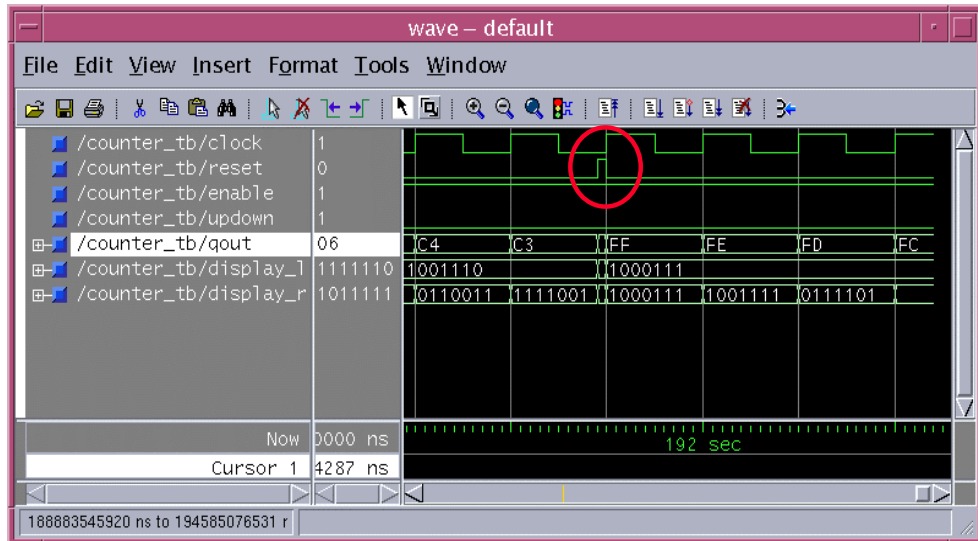 wave – default
File Edit View Insert Format Tools Window
/counter_tb/clock 1
/counter_tb/reset 0
/counter_tb/enable 1
/counter_tb/updown 1
/counter_tb/qout 06 C4 C3 FF FE FD FC
/counter_tb/display_l 1111110 1001110 1000111
/counter_tb/display_r 1011111 0110011 1111001 1000111 1001111 0111101
Now 0000 ns 192 sec
Cursor 1 4287 ns
188883545920 ns to 194585076531 r